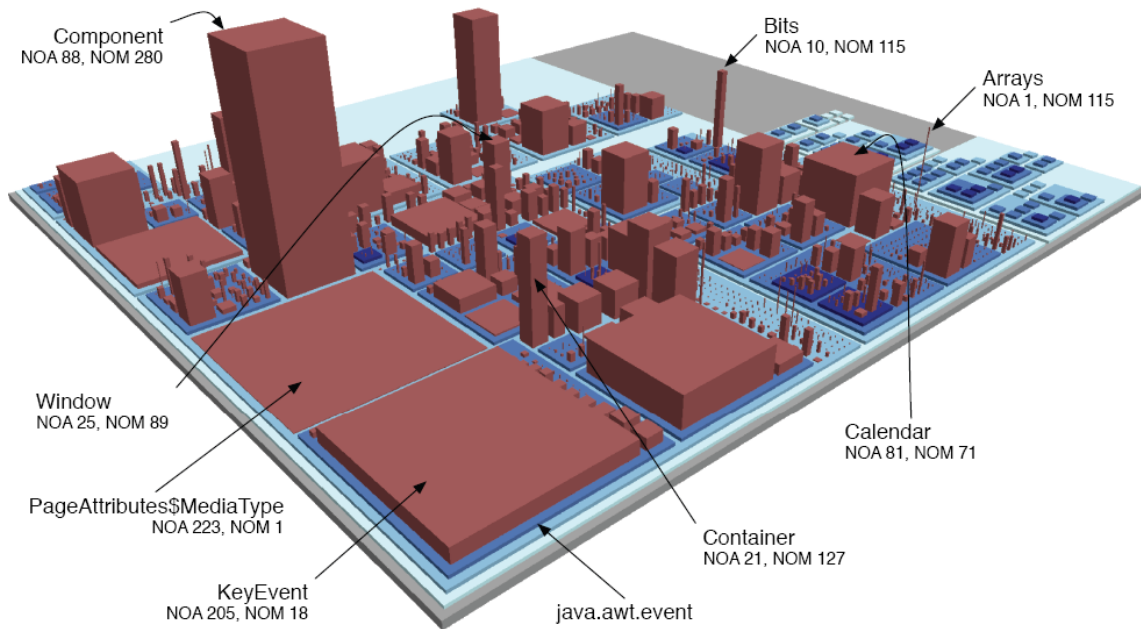 Component
NOA 88, NOM 280
Bits
NOA 10, NOM 115
Arrays
NOA 1, NOM 115
Window
NOA 25, NOM 89
Calendar
NOA 81, NOM 71
PageAttributes$MediaType
NOA 223, NOM 1
Container
NOA 21, NOM 127
KeyEvent
NOA 205, NOM 18
java.awt.event